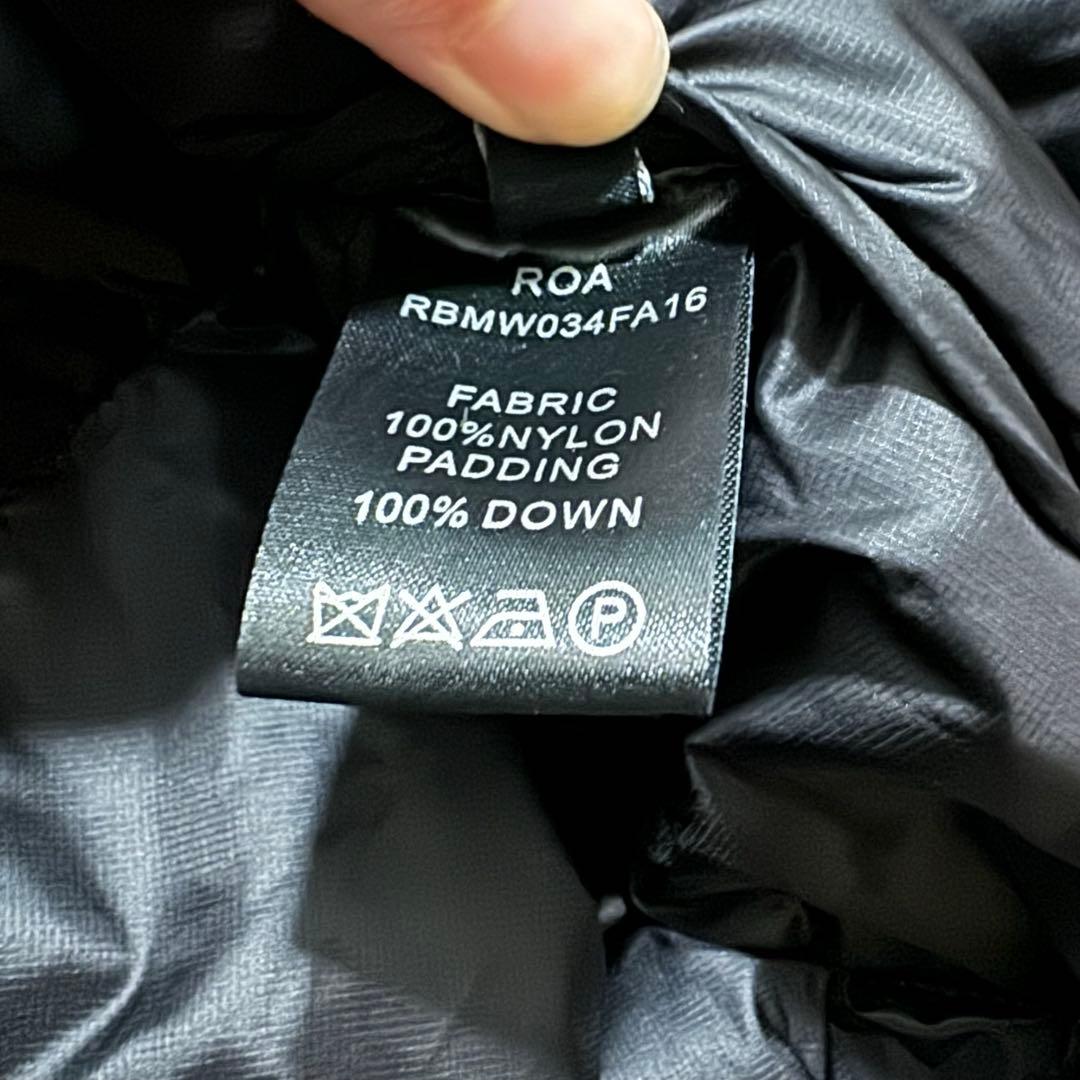 ROA
RBMW034FA16
FABRIC
100%NYLON
PADDING
100% DOWN
P